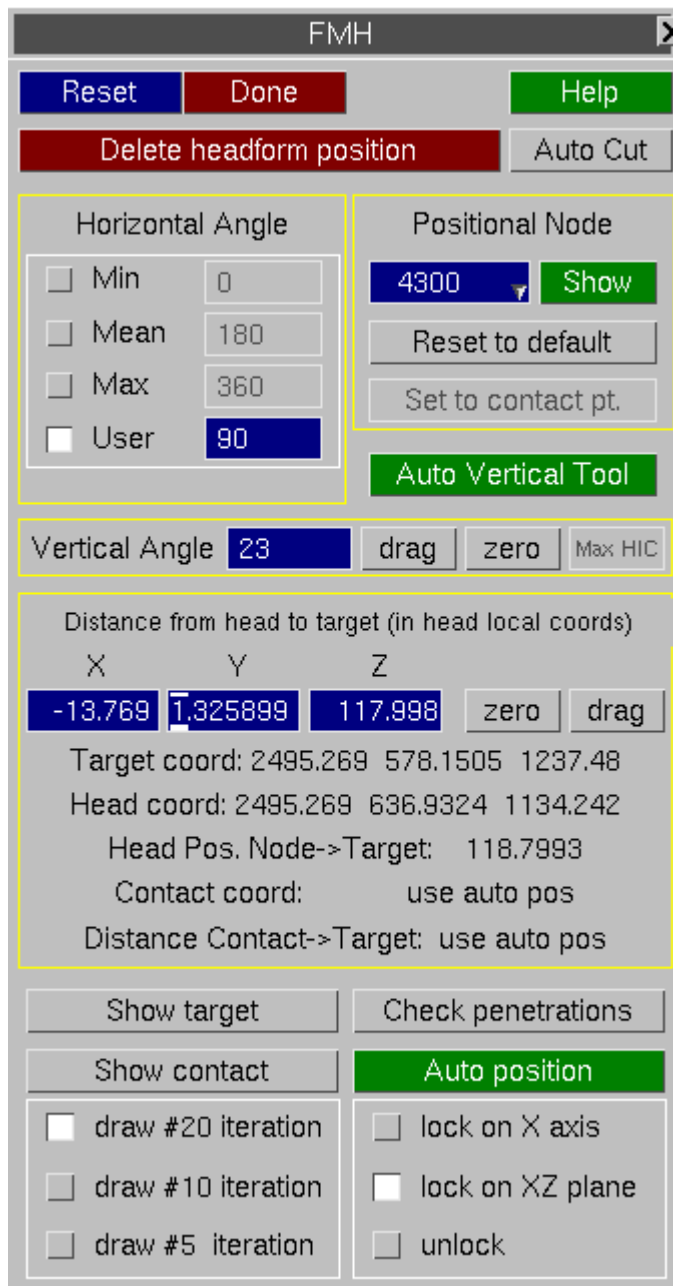 FMH
Reset Done Help
Delete headform position Auto Cut
Horizontal Angle
Min 0
Mean 180
Max 360
User 90
Positional Node
4300 Show
Reset to default
Set to contact pt.
Auto Vertical Tool
Vertical Angle 23 drag zero Max HIC
Distance from head to target (in head local coords)
X Y Z
-13.769 1.325899 117.998 zero drag
Target coord: 2495.269 578.1505 1237.48
Head coord: 2495.269 636.9324 1134.242
Head Pos. Node->Target: 118.7993
Contact coord: use auto pos
Distance Contact->Target: use auto pos
Show target Check penetrations
Show contact Auto position
draw #20 iteration
draw #10 iteration
draw #5 iteration
lock on X axis
lock on XZ plane
unlock